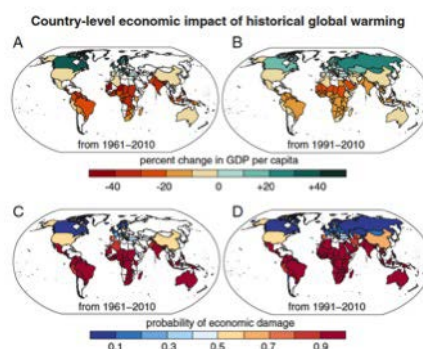 Country-level economic impact of historical global warming
A
B
from 1961–2010
from 1991–2010
percent change in GDP per capita
-40
-20
0
+20
+40
C
D
from 1961–2010
from 1991–2010
probability of economic damage
0.1
0.3
0.5
0.7
0.9